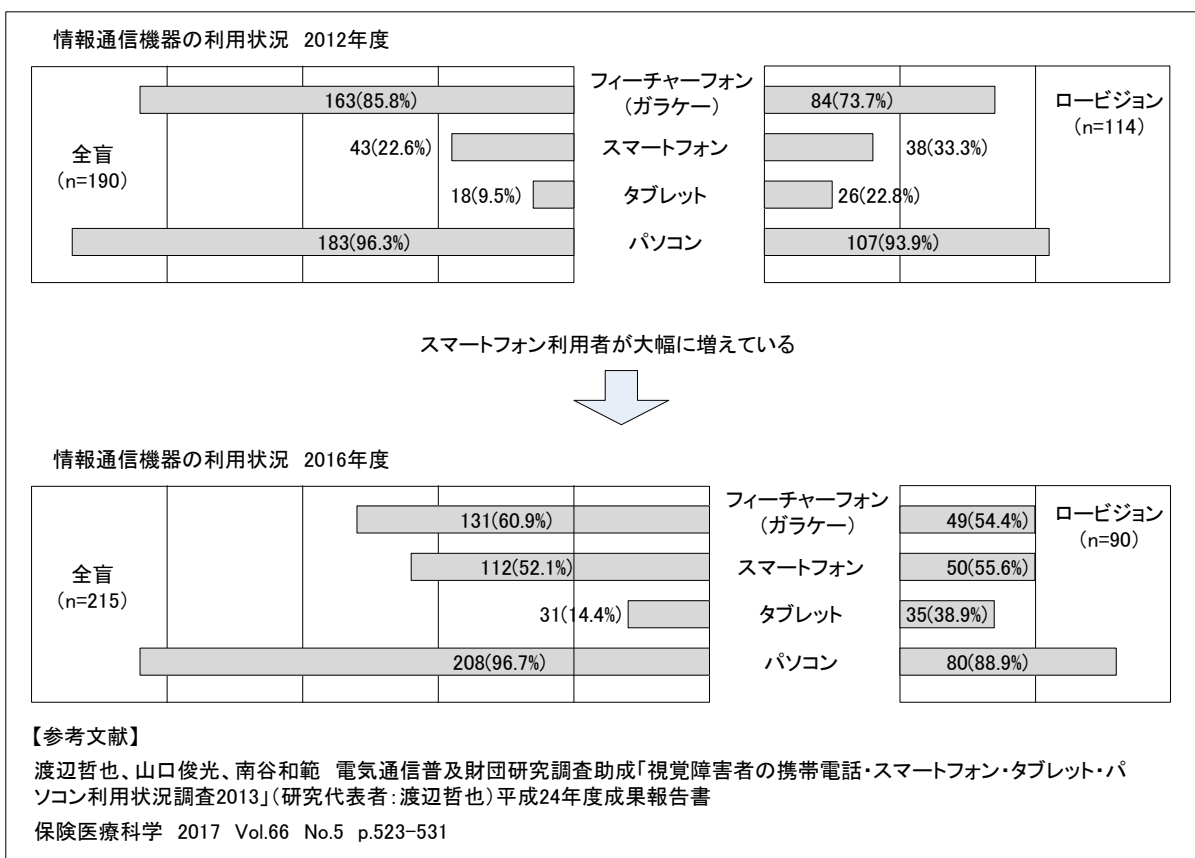 情報通信機器の利用状況 2012年度
全盲
(n=190)
ロービジョン
(n=114)
163(85.8%)
フィーチャーフォン
(ガラケー)
84(73.7%)
43(22.6%)
スマートフォン
38(33.3%)
18(9.5%)
タブレット
26(22.8%)
183(96.3%)
パソコン
107(93.9%)
スマートフォン利用者が大幅に増えている
情報通信機器の利用状況 2016年度
全盲
(n=215)
ロービジョン
(n=90)
131(60.9%)
フィーチャーフォン
(ガラケー)
49(54.4%)
112(52.1%)
スマートフォン
50(55.6%)
31(14.4%)
タブレット
35(38.9%)
208(96.7%)
パソコン
80(88.9%)
【参考文献】
渡辺哲也、山口俊光、南谷和範 電気通信普及財団研究調査助成「視覚障害者の携帯電話・スマートフォン・タブレット・パ
ソコン利用状況調査2013」(研究代表者:渡辺哲也)平成24年度成果報告書
保険医療科学 2017 Vol.66 No.5 p.523-531